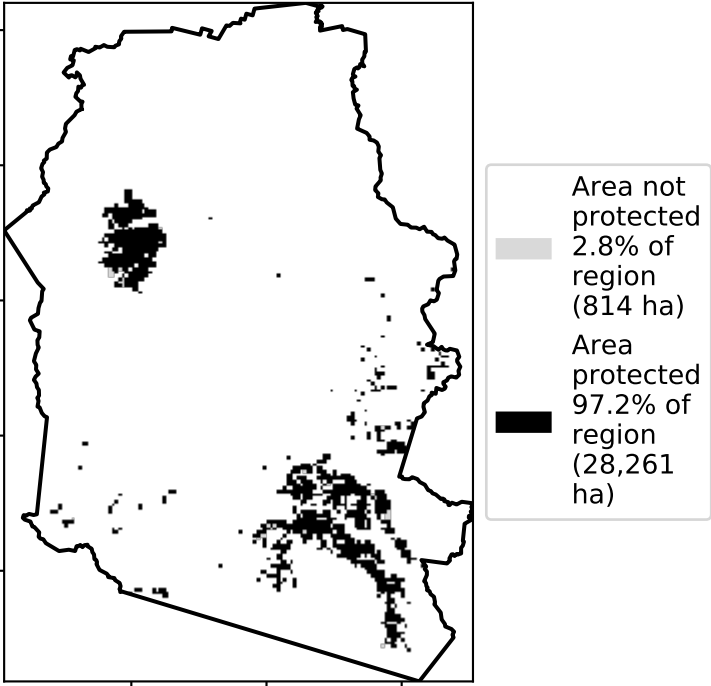 Area not
protected
2.8% of
region
(814 ha)
Area
protected
97.2% of
region
(28,261
ha)